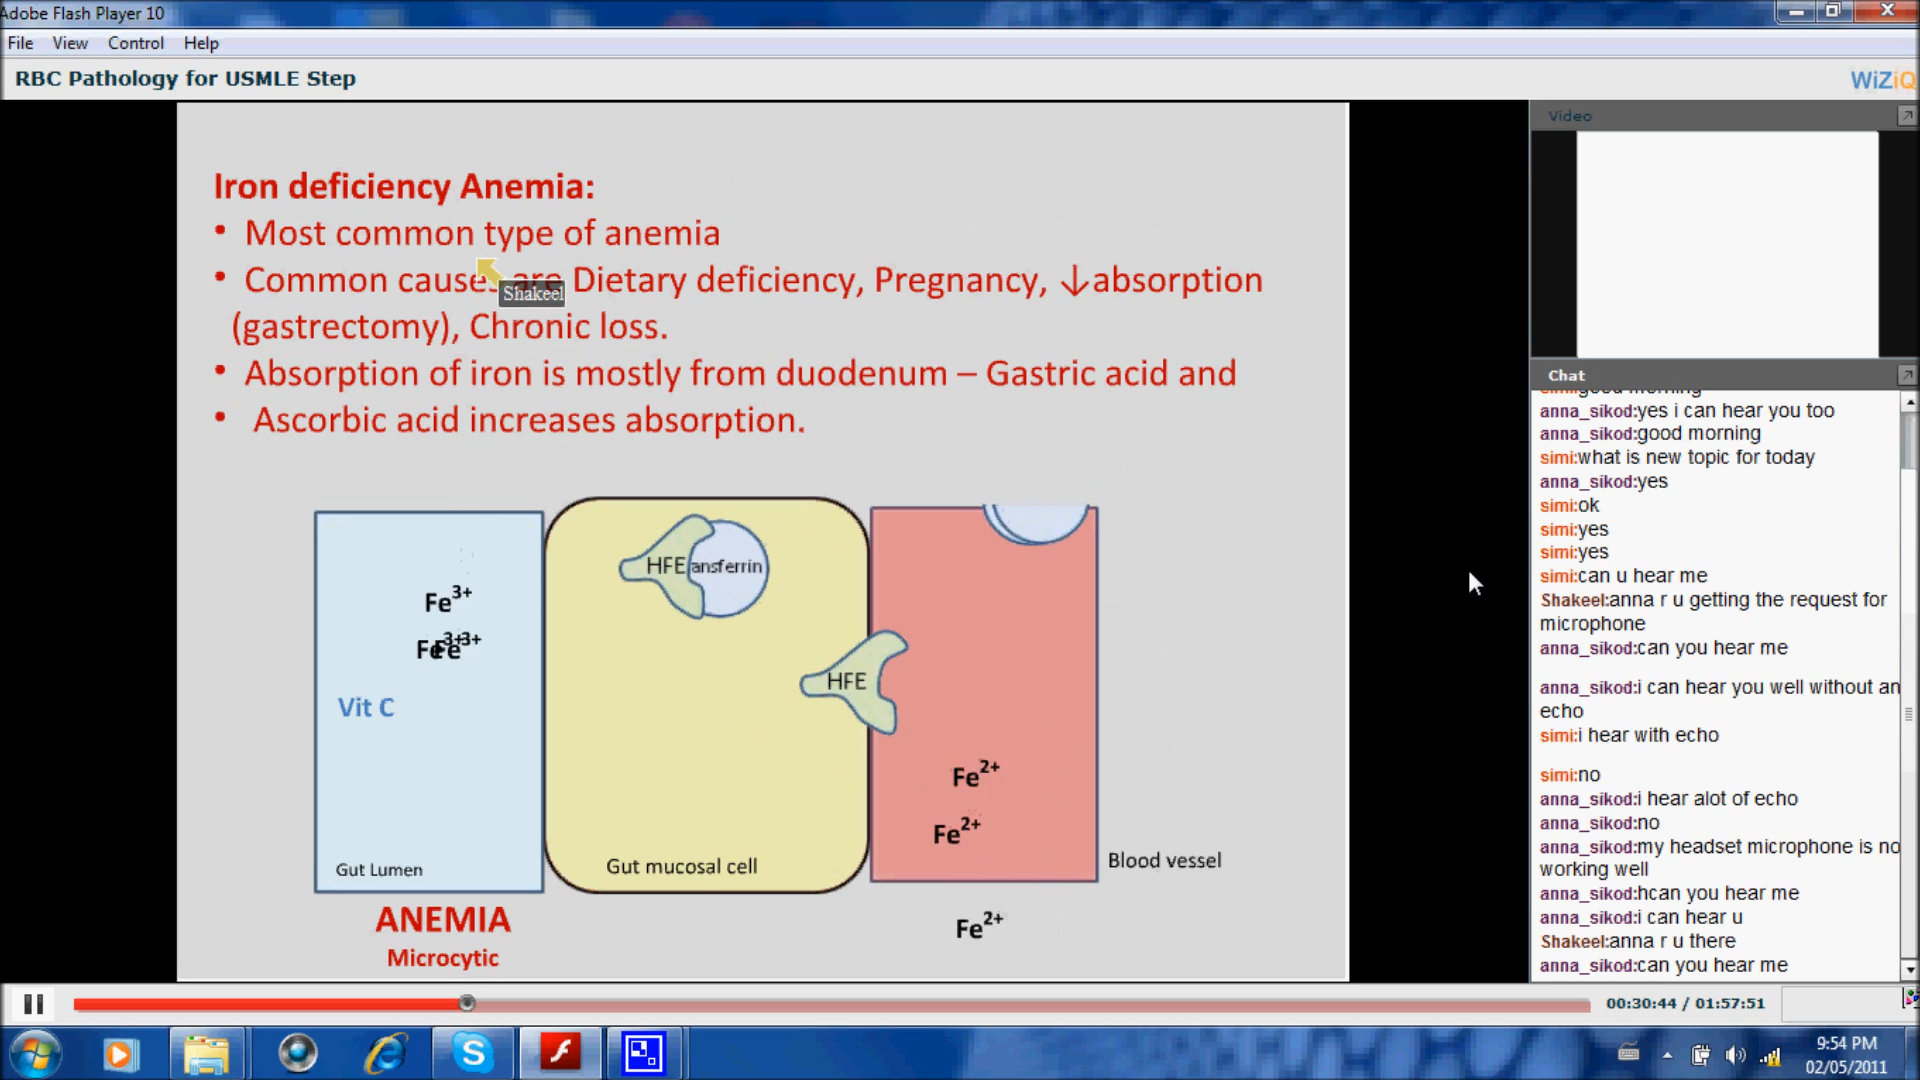 Adobe Flash Player 10
File View Control Help
RBC Pathology for USMLE Step
WiZiQ
Iron deficiency Anemia:
• Most common type of anemia
• Common causes are Dietary deficiency, Pregnancy, ↓absorption
(gastrectomy), Chronic loss.
• Absorption of iron is mostly from duodenum – Gastric acid and
• Ascorbic acid increases absorption.
Shakeel
HFE
ansferrin
Fe3+
Fe3+
Fe3+
HFE
Vit C
Fe2+
Fe2+
Gut Lumen
Gut mucosal cell
Blood vessel
ANEMIA
Microcytic
Fe2+
Video
Chat
simi:good morning
anna_sikod:yes i can hear you too
anna_sikod:good morning
simi:what is new topic for today
anna_sikod:yes
simi:ok
simi:yes
simi:yes
simi:can u hear me
Shakeel:anna r u getting the request for
microphone
anna_sikod:can you hear me
anna_sikod:i can hear you well without an
echo
simi:i hear with echo
simi:no
anna_sikod:i hear alot of echo
anna_sikod:no
anna_sikod:my headset microphone is no
working well
anna_sikod:hcan you hear me
anna_sikod:i can hear u
Shakeel:anna r u there
anna_sikod:can you hear me
00:30:44 / 01:57:51
9:54 PM
02/05/2011